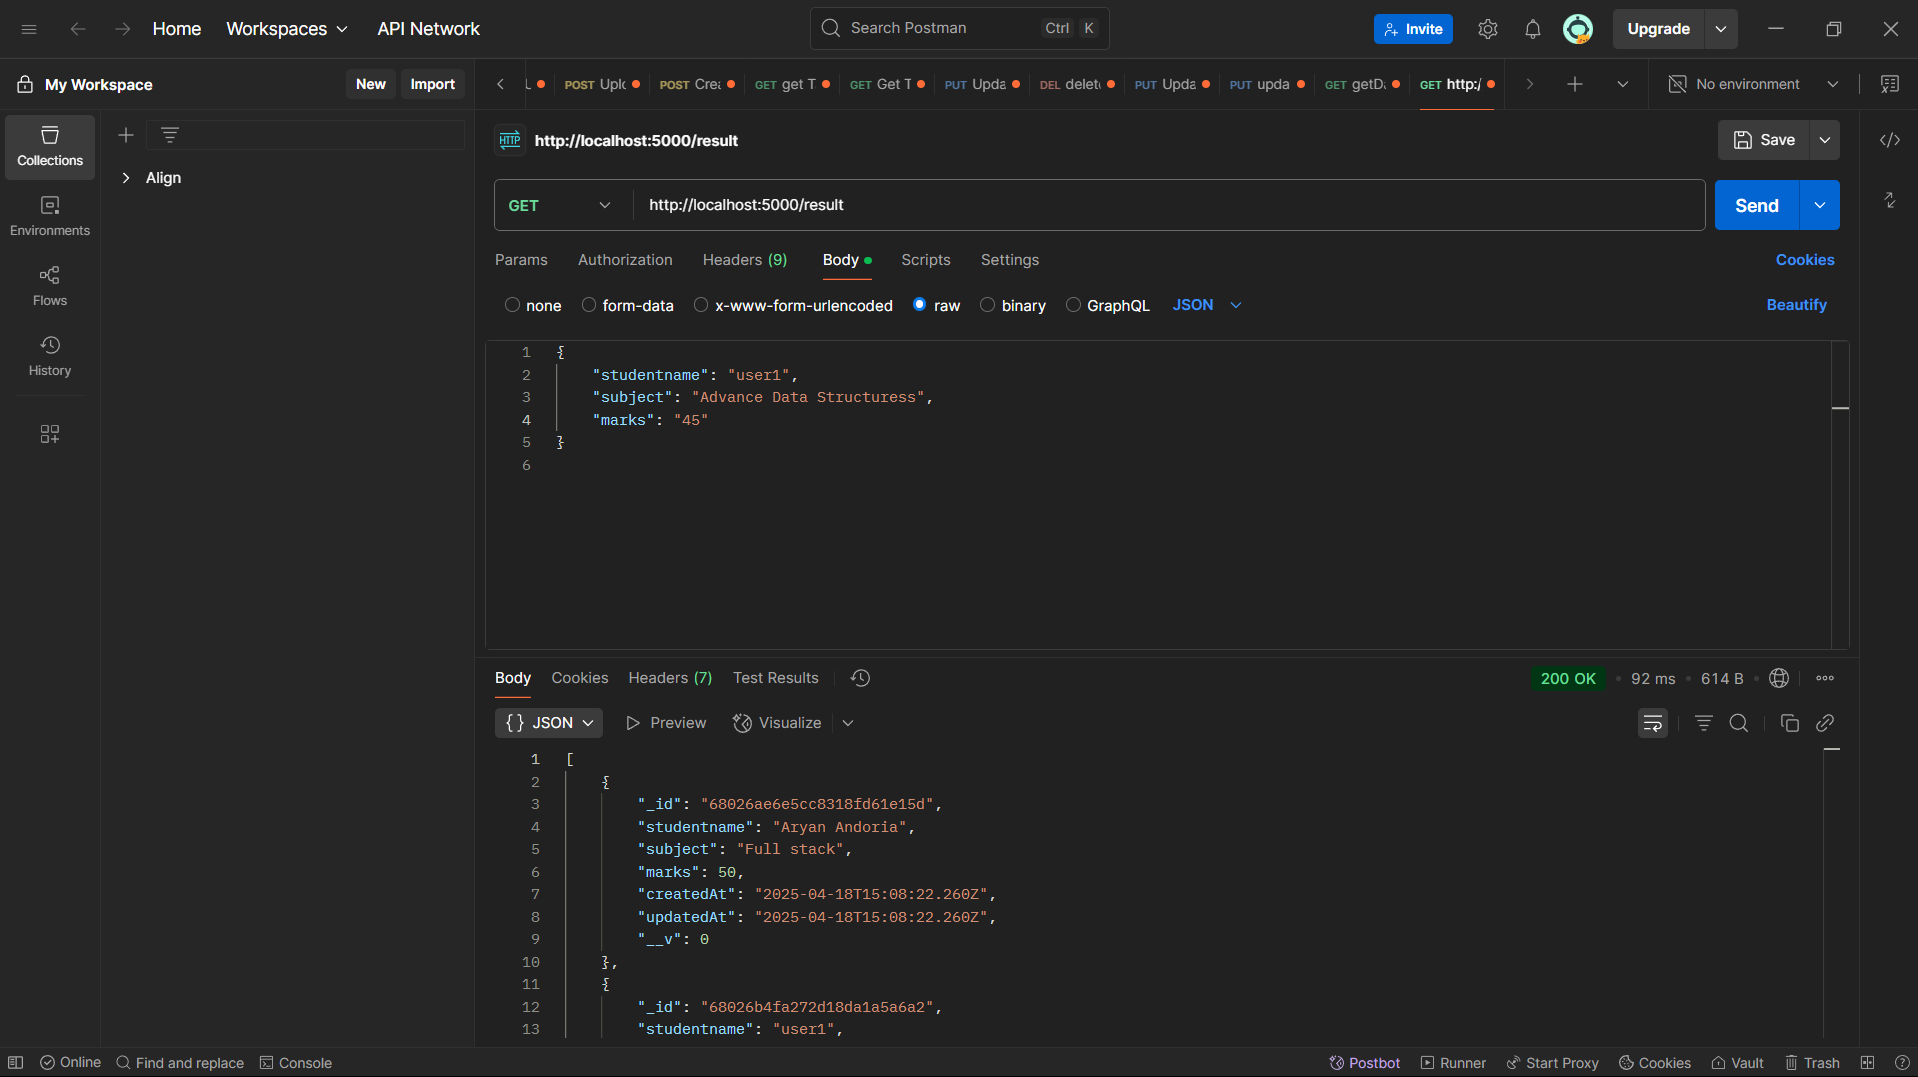 Home Workspaces API Network Search Postman Ctrl K Invite Upgrade
My Workspace New Import POST Uplo POST Crea GET get T GET Get T PUT Upda DEL delet PUT Upda PUT upda GET getD GET http:/ No environment
Collections
Environments
Flows
History
Align
HTTP http://localhost:5000/result Save
GET http://localhost:5000/result Send
Params Authorization Headers (9) Body Scripts Settings Cookies
none form-data x-www-form-urlencoded raw binary GraphQL JSON Beautify
1 {
2 "studentname": "user1",
3 "subject": "Advance Data Structuress",
4 "marks": "45"
5 }
6
Body Cookies Headers (7) Test Results 200 OK • 92 ms • 614 B •
{} JSON Preview Visualize
1 [
2 {
3 "_id": "68026ae6e5cc8318fd61e15d",
4 "studentname": "Aryan Andoria",
5 "subject": "Full stack",
6 "marks": 50,
7 "createdAt": "2025-04-18T15:08:22.260Z",
8 "updatedAt": "2025-04-18T15:08:22.260Z",
9 "__v": 0
10 },
11 {
12 "_id": "68026b4fa272d18da1a5a6a2",
13 "studentname": "user1",
Online Find and replace Console Postbot Runner Start Proxy Cookies Vault Trash